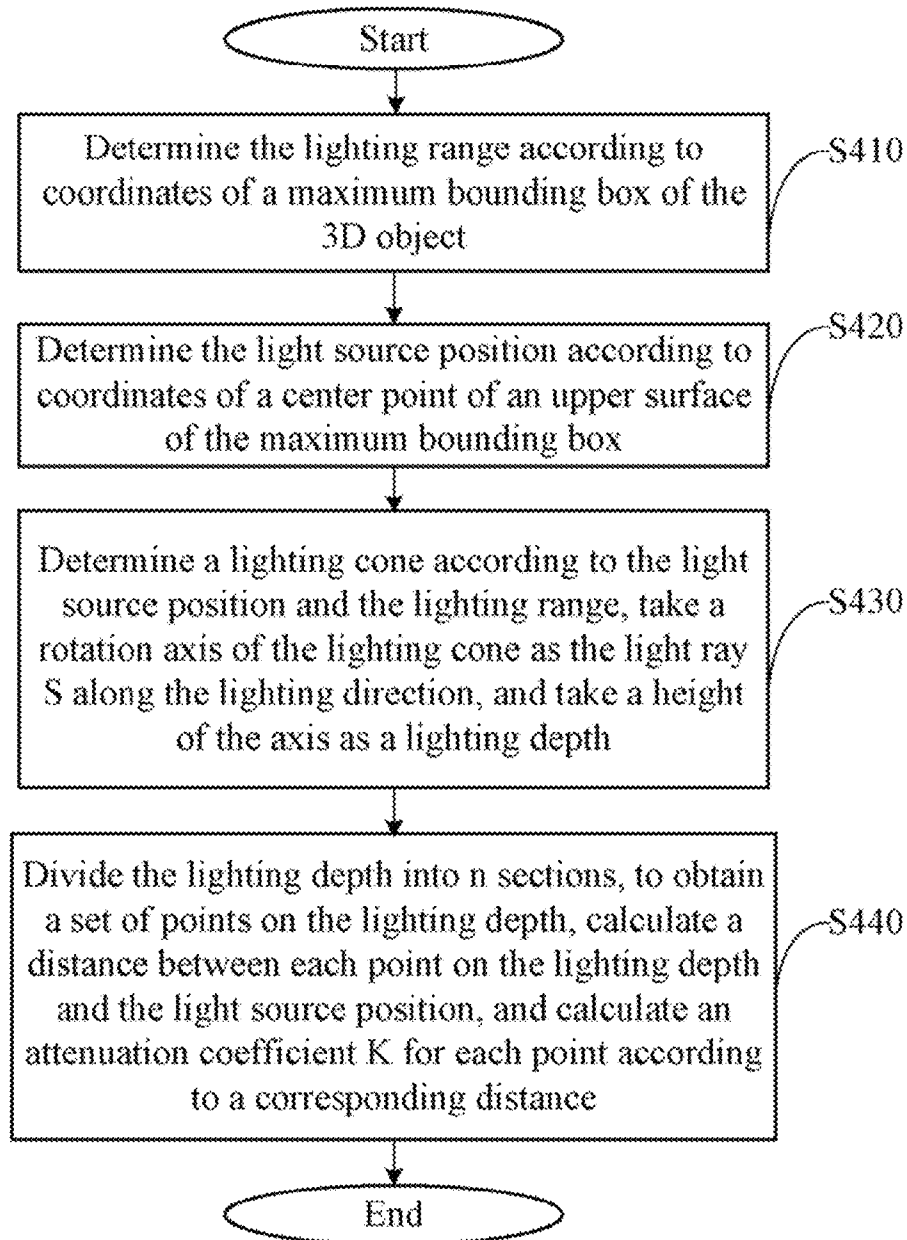 Start
Determine the lighting range according to
coordinates of a maximum bounding box of the
3D object
S410
Determine the light source position according to
coordinates of a center point of an upper surface
of the maximum bounding box
S420
Determine a lighting cone according to the light
source position and the lighting range, take a
rotation axis of the lighting cone as the light ray
S along the lighting direction, and take a height
of the axis as a lighting depth
S430
Divide the lighting depth into n sections, to obtain
a set of points on the lighting depth, calculate a
distance between each point on the lighting depth
and the light source position, and calculate an
attenuation coefficient K for each point according
to a corresponding distance
S440
End